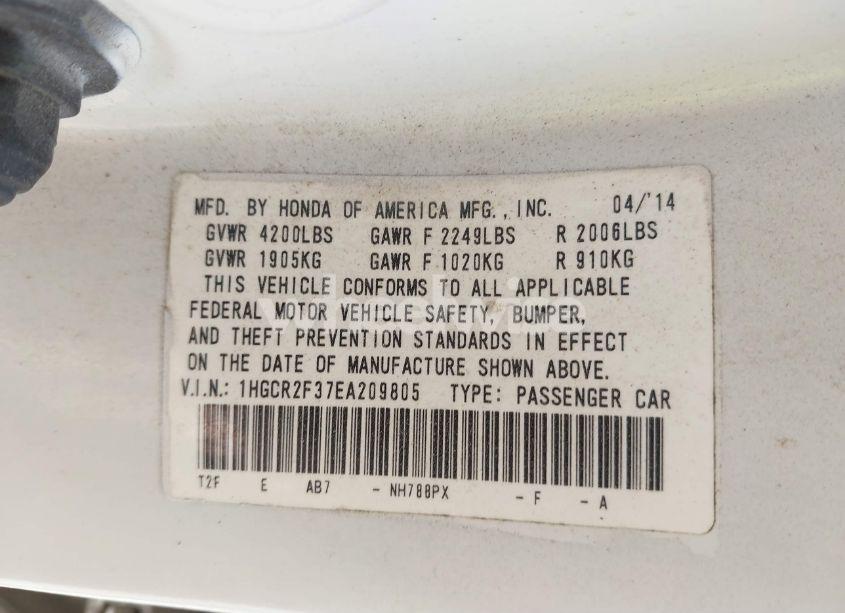 MFD. BY HONDA OF AMERICA MFG., INC. 04/'14
GVWR 4200LBS GAWR F 2249LBS R 2006LBS
GVWR 1905KG GAWR F 1020KG R 910KG
THIS VEHICLE CONFORMS TO ALL APPLICABLE
FEDERAL MOTOR VEHICLE SAFETY, BUMPER,
AND THEFT PREVENTION STANDARDS IN EFFECT
ON THE DATE OF MANUFACTURE SHOWN ABOVE.
V.I.N.: 1HGCR2F37EA209805 TYPE: PASSENGER CAR
T2F E AB7 - NH788PX - F - A